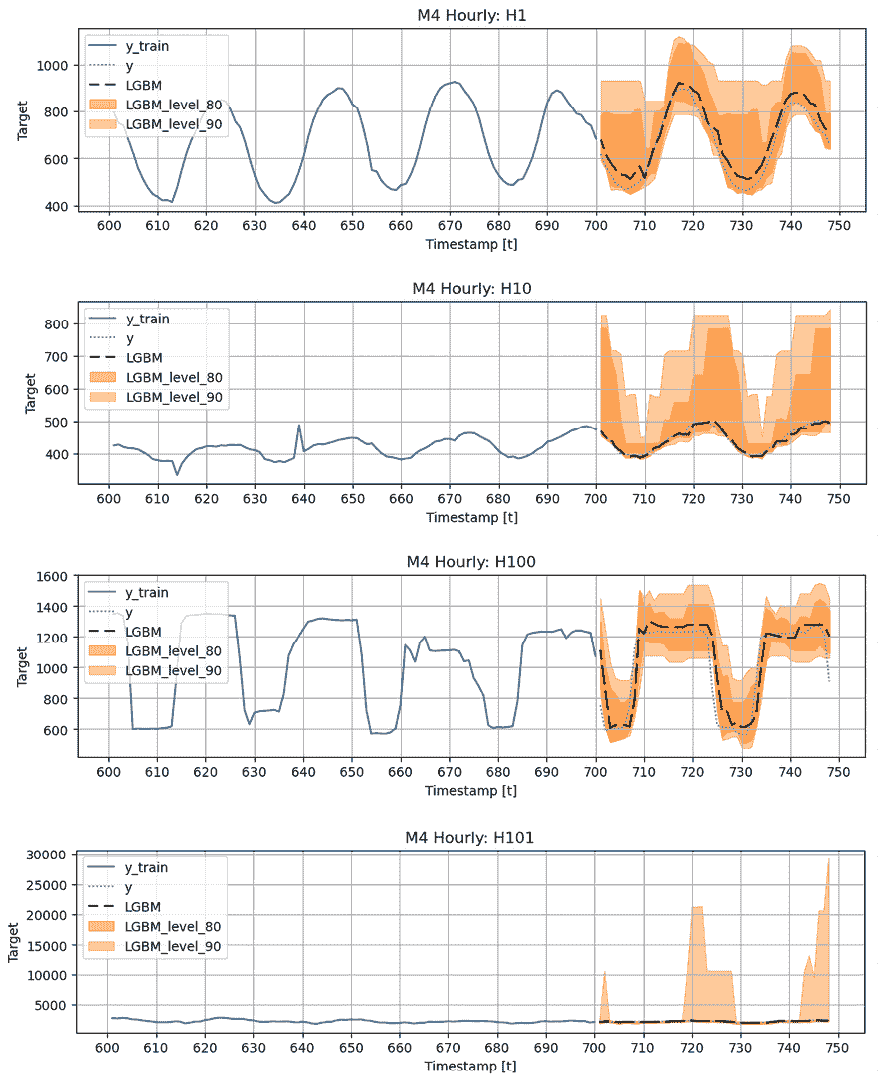 M4 Hourly: H1
y_train
y
LGBM
LGBM_level_80
LGBM_level_90
Target
1000
800
600
400
600 610 620 630 640 650 660 670 680 690 700 710 720 730 740 750
Timestamp [t]
M4 Hourly: H10
y_train
y
LGBM
LGBM_level_80
LGBM_level_90
Target
800
700
600
500
400
600 610 620 630 640 650 660 670 680 690 700 710 720 730 740 750
Timestamp [t]
M4 Hourly: H100
y_train
y
LGBM
LGBM_level_80
LGBM_level_90
Target
1600
1400
1200
1000
800
600
600 610 620 630 640 650 660 670 680 690 700 710 720 730 740 750
Timestamp [t]
M4 Hourly: H101
y_train
y
LGBM
LGBM_level_80
LGBM_level_90
Target
30000
25000
20000
15000
10000
5000
600 610 620 630 640 650 660 670 680 690 700 710 720 730 740 750
Timestamp [t]